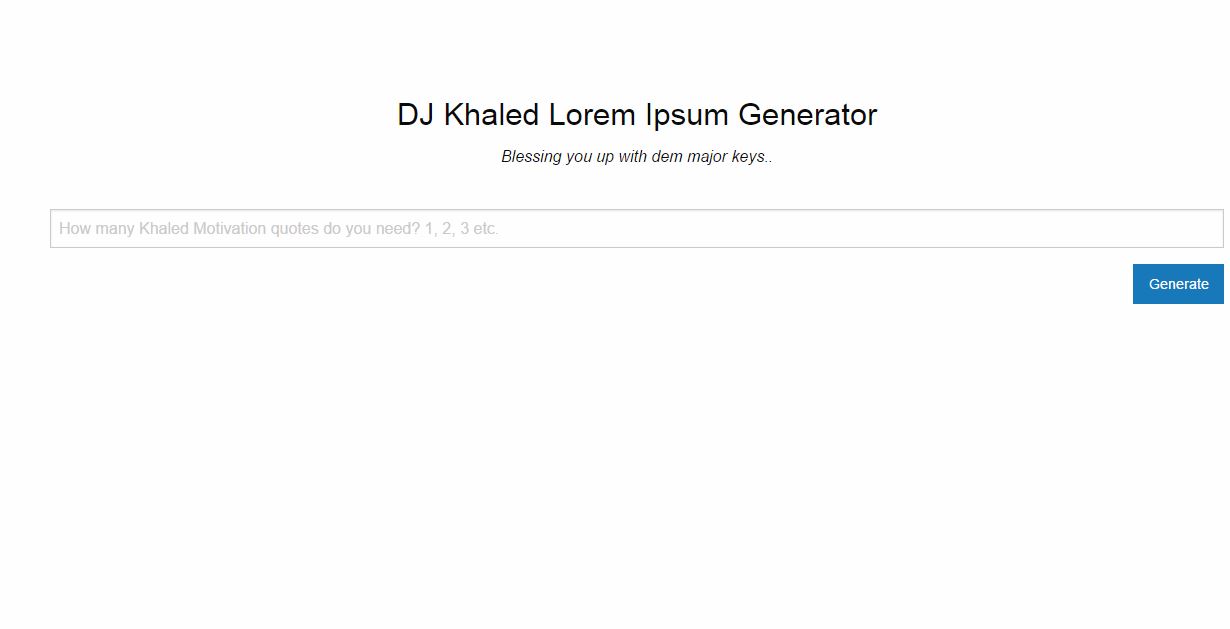 DJ Khaled Lorem Ipsum Generator
Blessing you up with dem major keys..
How many Khaled Motivation quotes do you need? 1, 2, 3 etc.
Generate